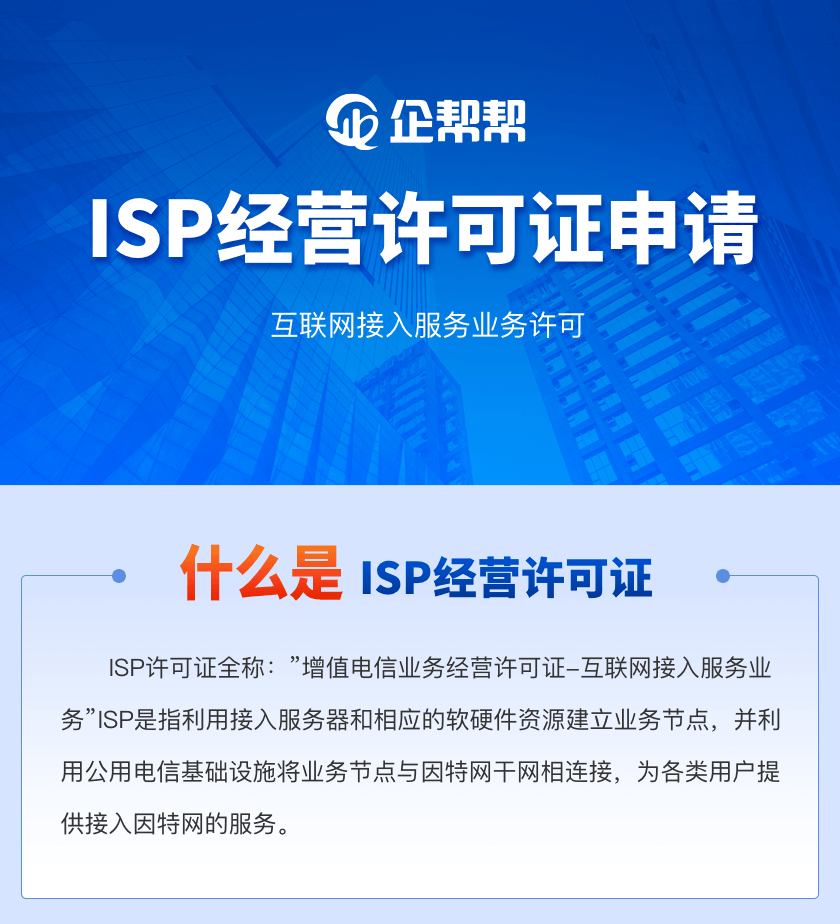 企帮帮
ISP经营许可证申请
互联网接入服务业务许可
什么是 ISP经营许可证
ISP许可证全称：”增值电信业务经营许可证-互联网接入服务业
务”ISP是指利用接入服务器和相应的软硬件资源建立业务节点，并利
用公用电信基础设施将业务节点与因特网干网相连接，为各类用户提
供接入因特网的服务。